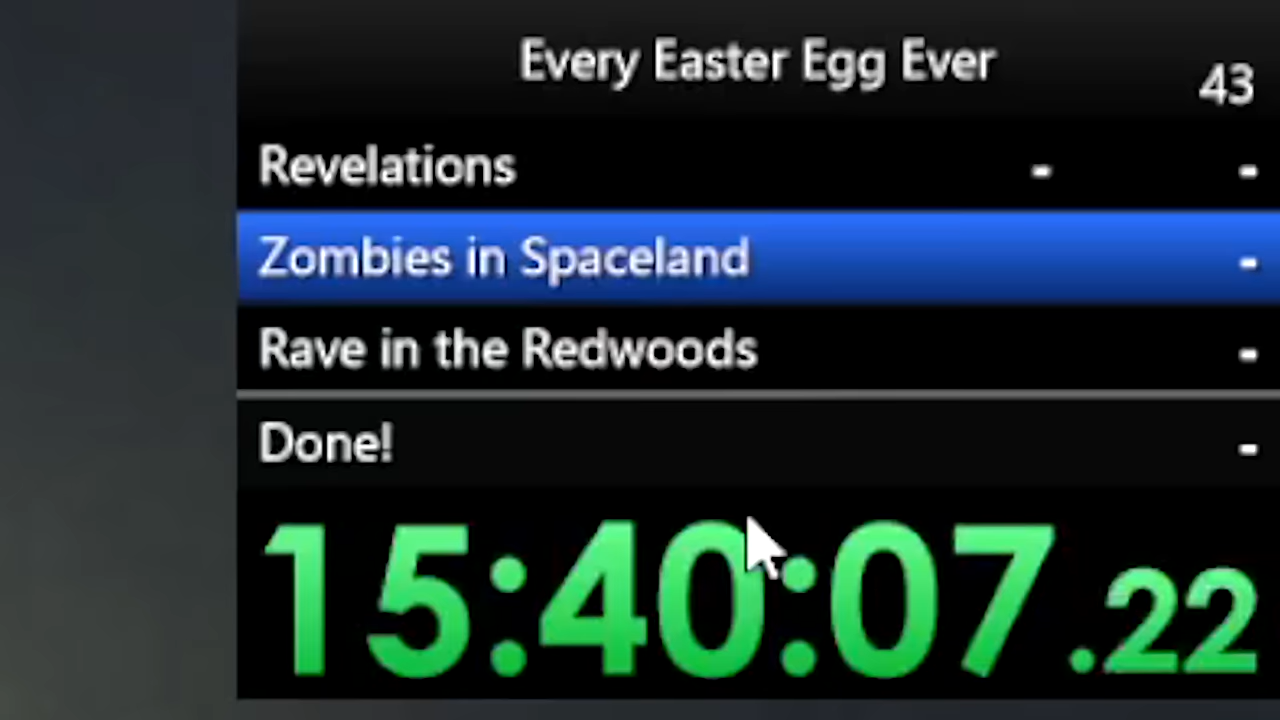 Every Easter Egg Ever
43
Revelations - -
Zombies in Spaceland -
Rave in the Redwoods -
Done! -
15:40:07.22